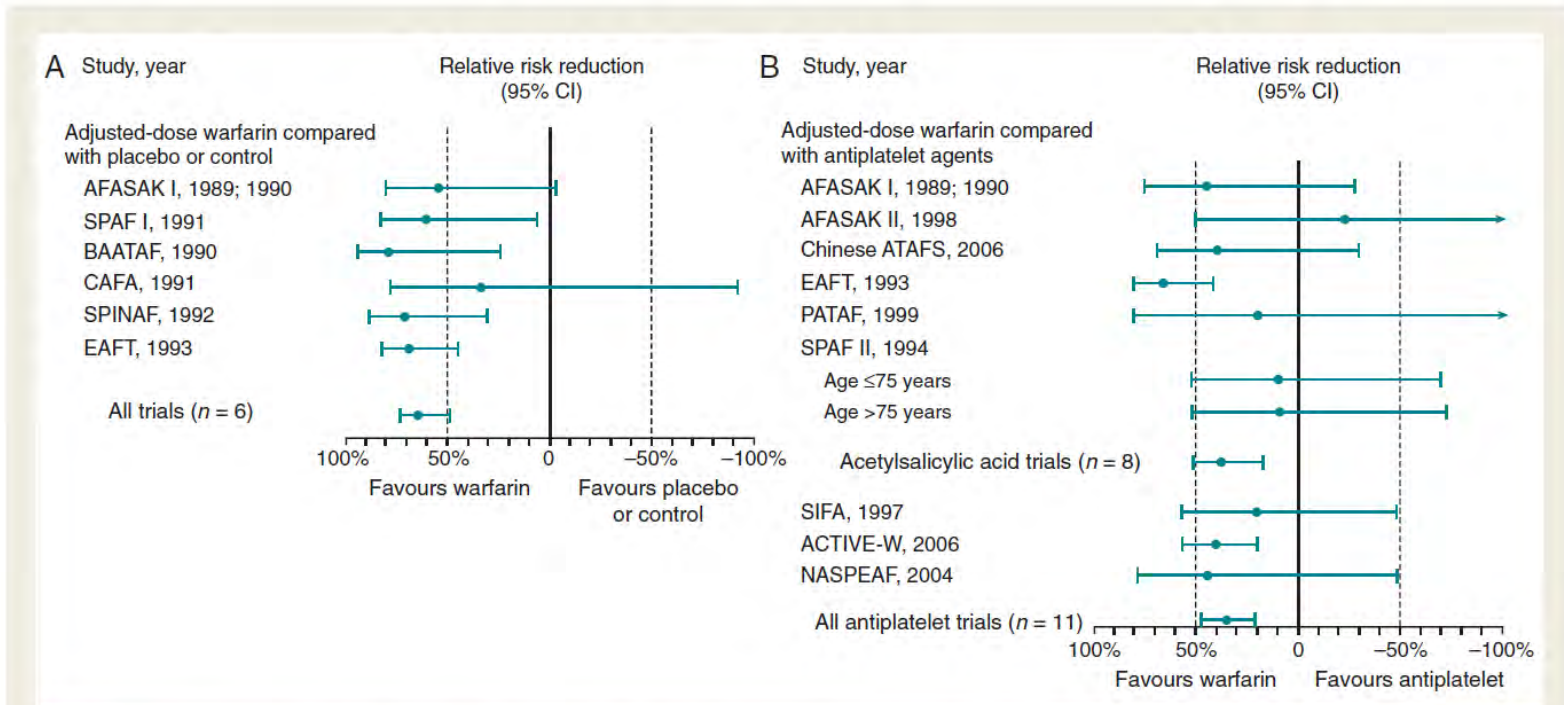 A Study, year
Relative risk reduction
(95% CI)
Adjusted-dose warfarin compared
with placebo or control
AFASAK I, 1989; 1990
SPAF I, 1991
BAATAF, 1990
CAFA, 1991
SPINAF, 1992
EAFT, 1993
All trials (n = 6)
100% 50% 0 –50% –100%
Favours warfarin Favours placebo
or control
B Study, year
Relative risk reduction
(95% CI)
Adjusted-dose warfarin compared
with antiplatelet agents
AFASAK I, 1989; 1990
AFASAK II, 1998
Chinese ATAFS, 2006
EAFT, 1993
PATAF, 1999
SPAF II, 1994
Age ≤75 years
Age >75 years
Acetylsalicylic acid trials (n = 8)
SIFA, 1997
ACTIVE-W, 2006
NASPEAF, 2004
All antiplatelet trials (n = 11)
100% 50% 0 –50% –100%
Favours warfarin Favours antiplatelet